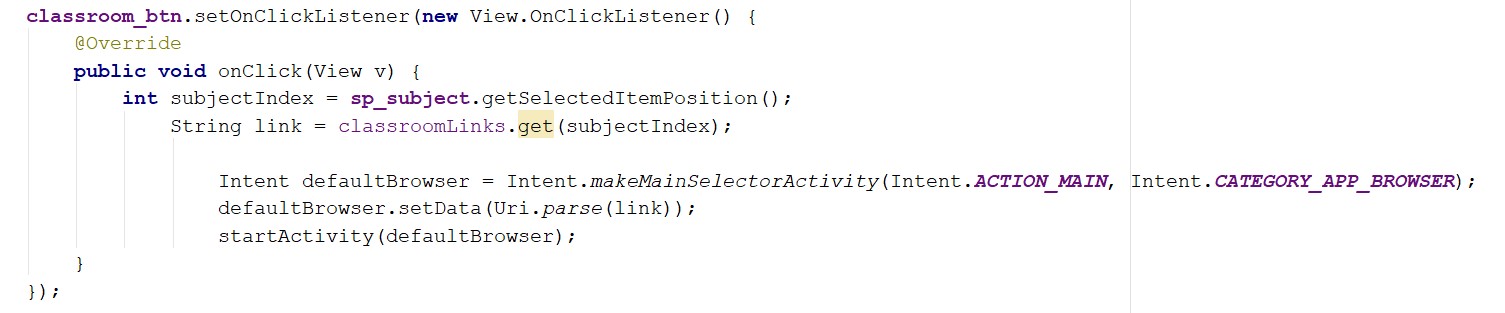 classroom_btn.setOnClickListener(new View.OnClickListener() {
@Override
public void onClick(View v) {
int subjectIndex = sp_subject.getSelectedItemPosition();
String link = classroomLinks.get(subjectIndex);
Intent defaultBrowser = Intent.makeMainSelectorActivity(Intent.ACTION_MAIN, Intent.CATEGORY_APP_BROWSER);
defaultBrowser.setData(Uri.parse(link));
startActivity(defaultBrowser);
}
});